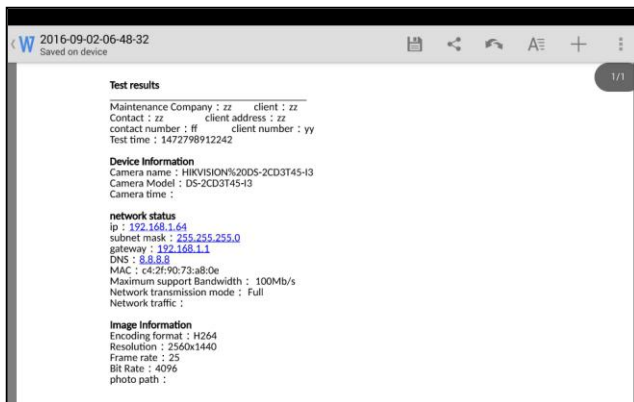 2016-09-02-06-48-32
Saved on device
1/1
Test results
Maintenance Company：zz client：zz
Contact：zz client address：zz
contact number：ff client number：yy
Test time：1472798912242
Device Information
Camera name：HIKVISION%20DS-2CD3T45-I3
Camera Model：DS-2CD3T45-I3
Camera time：
network status
ip：192.168.1.64
subnet mask：255.255.255.0
gateway：192.168.1.1
DNS：8.8.8.8
MAC：c4:2f:90:73:a8:0e
Maximum support Bandwidth：100Mb/s
Network transmission mode：Full
Network traffic：
Image Information
Encoding format：H264
Resolution：2560x1440
Frame rate：25
Bit Rate：4096
photo path：